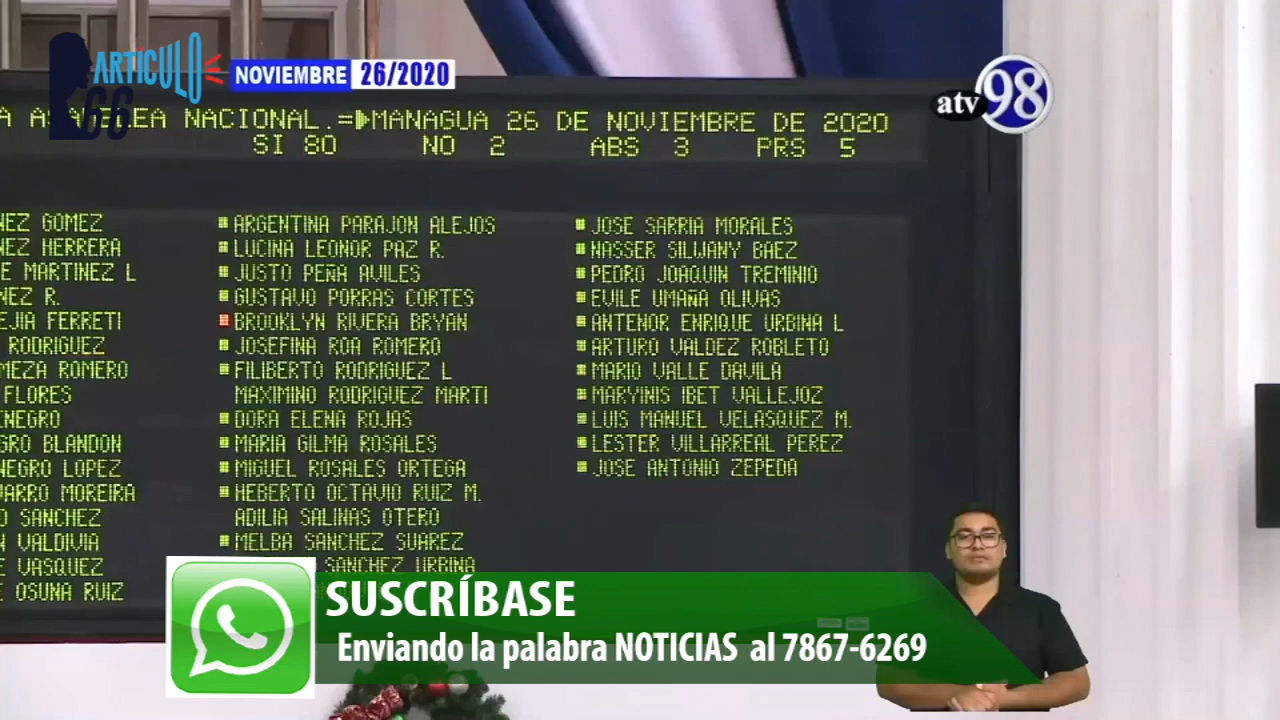 ARTÍCULO
66
NOVIEMBRE 26/2020
atv 98
A ASAMBLEA NACIONAL.=MANAGUA 26 DE NOVIEMBRE DE 2020
SI 80 NO 2 ABS 3 PRS 5
NEZ GOMEZ
NEZ HERRERA
E MARTINEZ L
NEZ R.
EJIA FERRETI
RODRIGUEZ
MEZA ROMERO
FLORES
ENEGRO
GRO BLANDON
NEGRO LOPEZ
VARRO MOREIRA
O SANCHEZ
N VALDIVIA
E VASQUEZ
E OSUNA RUIZ
ARGENTINA PARAJON ALEJOS
LUCINA LEONOR PAZ R.
JUSTO PEÑA AVILES
GUSTAVO PORRAS CORTES
BROOKLYN RIVERA BRYAN
JOSEFINA ROA ROMERO
FILIBERTO RODRIGUEZ L
MAXIMINO RODRIGUEZ MARTI
DORA ELENA ROJAS
MARIA GILMA ROSALES
MIGUEL ROSALES ORTEGA
HEBERTO OCTAVIO RUIZ M.
ADILIA SALINAS OTERO
MELBA SANCHEZ SUAREZ
SANCHEZ URBINA
JOSE SARRIA MORALES
NASSER SILWANY BAEZ
PEDRO JOAQUIN TREMINIO
EVILE UMAÑA OLIVAS
ANTENOR ENRIQUE URBINA L
ARTURO VALDEZ ROBLETO
MARIO VALLE DAVILA
MARYINIS IBET VALLEJOZ
LUIS MANUEL VELASQUEZ M.
LESTER VILLARREAL PEREZ
JOSE ANTONIO ZEPEDA
SUSCRÍBASE
Enviando la palabra NOTICIAS al 7867-6269